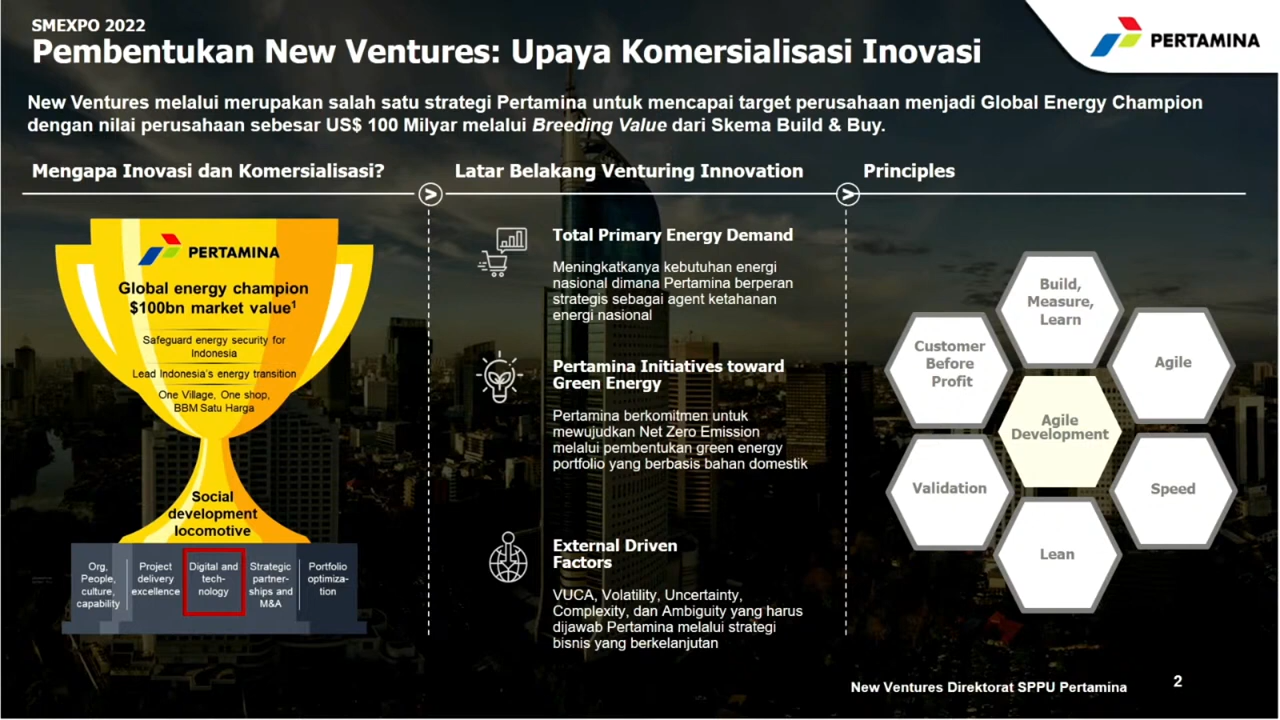 SMEXPO 2022
Pembentukan New Ventures: Upaya Komersialisasi Inovasi
PERTAMINA
New Ventures melalui merupakan salah satu strategi Pertamina untuk mencapai target perusahaan menjadi Global Energy Champion
dengan nilai perusahaan sebesar US$ 100 Milyar melalui Breeding Value dari Skema Build & Buy.
Mengapa Inovasi dan Komersialisasi?
>
Latar Belakang Venturing Innovation
>
Principles
PERTAMINA
Global energy champion
$100bn market value¹
Safeguard energy security for
Indonesia
Lead Indonesia's energy transition
One Village, One shop,
BBM Satu Harga
Social
development
locomotive
Org,
People,
culture,
capability
Project
delivery
excellence
Digital and
tech-
nology
Strategic
partner-
ships and
M&A
Portfolio
optimiza-
tion
Total Primary Energy Demand
Meningkatkanya kebutuhan energi
nasional dimana Pertamina berperan
strategis sebagai agent ketahanan
energi nasional
Pertamina Initiatives toward
Green Energy
Pertamina berkomitmen untuk
mewujudkan Net Zero Emission
melalui pembentukan green energy
portfolio yang berbasis bahan domestik
External Driven
Factors
VUCA, Volatility, Uncertainty,
Complexity, dan Ambiguity yang harus
dijawab Pertamina melalui strategi
bisnis yang berkelanjutan
Build,
Measure,
Learn
Customer
Before
Profit
Agile
Agile
Development
Validation
Speed
Lean
New Ventures Direktorat SPPU Pertamina
2